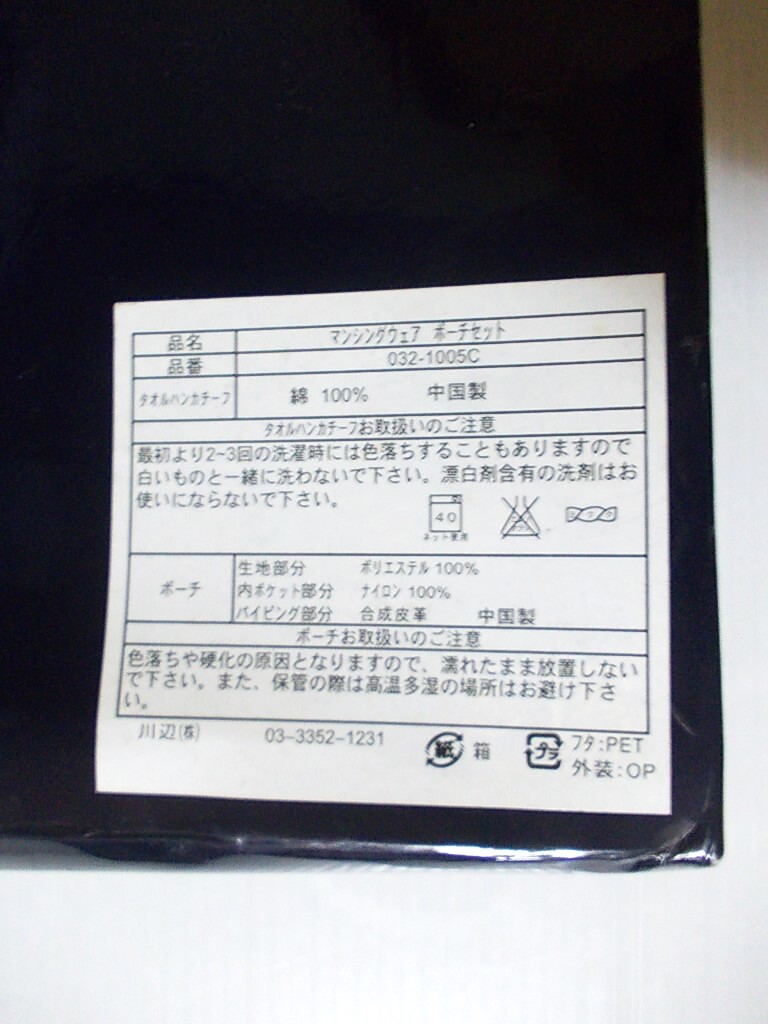 品名 マンシングウェア ポーチセット
品番 032-1005C
タオルハンカチーフ 綿 100% 中国製
タオルハンカチーフお取扱いのご注意
最初より2~3回の洗濯時には色落ちすることもありますので
白いものと一緒に洗わないで下さい。漂白剤含有の洗剤はお
使いにならないで下さい。
40
ネット使用
ポーチ
生地部分 ポリエステル 100%
内ポケット部分 ナイロン 100%
パイピング部分 合成皮革 中国製
ポーチお取扱いのご注意
色落ちや硬化の原因となりますので、濡れたまま放置しない
で下さい。また、保管の際は高温多湿の場所はお避け下さ
い。
川辺(株) 03-3352-1231 紙 箱 プラ フタ:PET
外装:OP